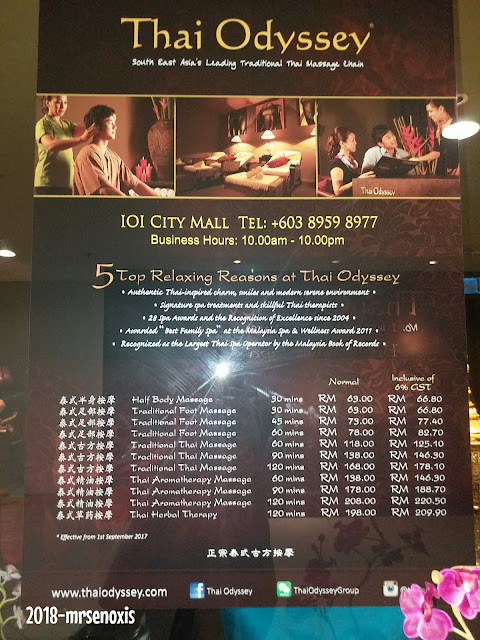 Thai Odyssey
South East Asia's Leading Traditional Thai Massage Chain
Thai Odyssey
IOI City Mall Tel: +603 8959 8977
Business Hours: 10.00am - 10.00pm
5 Top Relaxing Reasons at Thai Odyssey
• Authentic Thai-inspired charm, smiles and modern serene environment •
• Signature spa treatments and skillful Thai therapists •
• 28 Spa Awards and the Recognition of Excellence since 2004 •
• Awarded "Best Family Spa" at the Malaysia Spa & Wellness Award 2011 •
• Recognized as the Largest Thai Spa Operator by the Malaysia Book of Records •
Normal Inclusive of 6% GST
泰式半身按摩 Half Body Massage 30 mins RM 63.00 RM 66.80
泰式足部按摩 Traditional Foot Massage 30 mins RM 63.00 RM 66.80
泰式足部按摩 Traditional Foot Massage 45 mins RM 73.00 RM 77.40
泰式足部按摩 Traditional Foot Massage 60 mins RM 78.00 RM 82.70
泰式古方按摩 Traditional Thai Massage 60 mins RM 118.00 RM 125.10
泰式古方按摩 Traditional Thai Massage 90 mins RM 138.00 RM 146.30
泰式古方按摩 Traditional Thai Massage 120 mins RM 168.00 RM 178.10
泰式精油按摩 Thai Aromatherapy Massage 60 mins RM 138.00 RM 146.30
泰式精油按摩 Thai Aromatherapy Massage 90 mins RM 178.00 RM 188.70
泰式精油按摩 Thai Aromatherapy Massage 120 mins RM 208.00 RM 220.50
泰式草药按摩 Thai Herbal Therapy 120 mins RM 198.00 RM 209.90
* Effective from 1st September 2017
正宗泰式古方按摩
www.thaiodyssey.com Thai Odyssey ThaiOdysseyGroup
2018-mrsenoxis